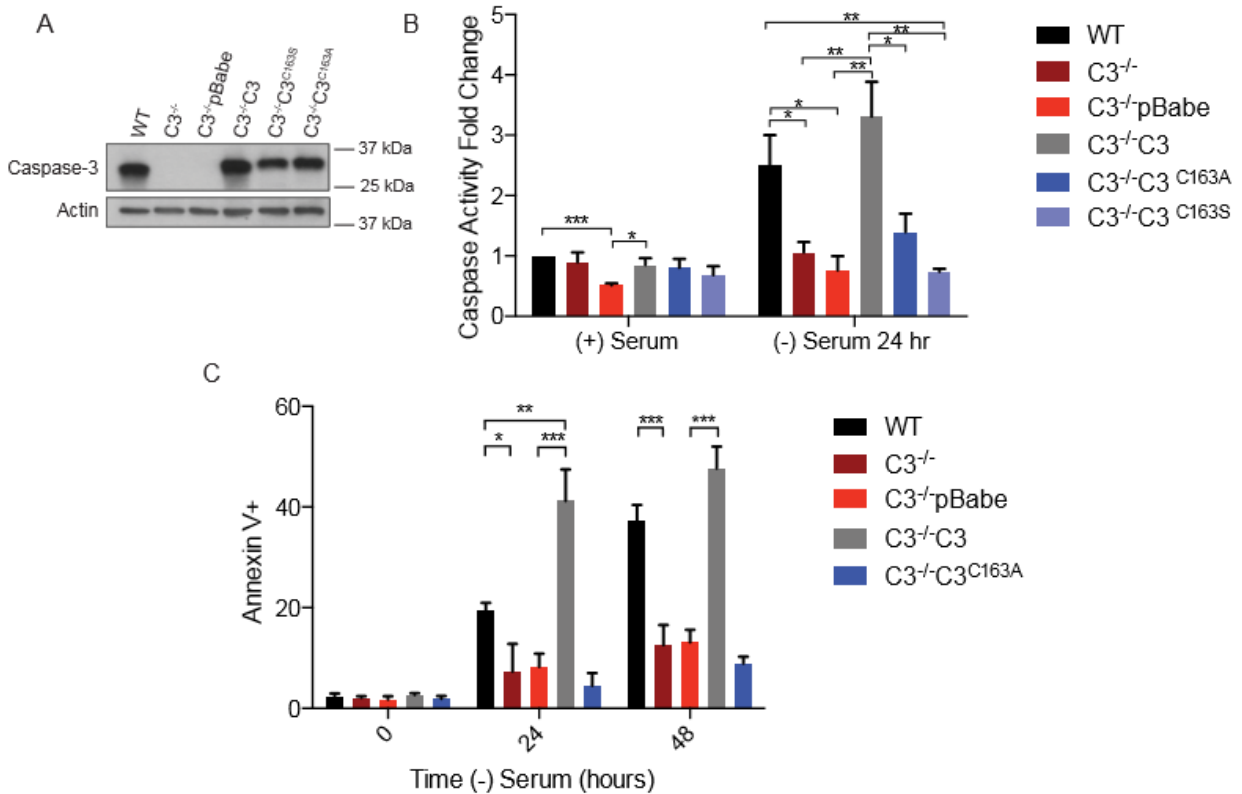 A
WT
C3-/-
C3-/-pBabe
C3-/-C3
C3-/-C3C163S
C3-/-C3C163A
Caspase-3
37 kDa
25 kDa
Actin
37 kDa
B
Caspase Activity Fold Change
5
4
3
2
1
0
***
*
**
**
**
*
**
*
*
(+) Serum
(-) Serum 24 hr
WT
C3-/-
C3-/-pBabe
C3-/-C3
C3-/-C3 C163A
C3-/-C3 C163S
C
Annexin V+
60
40
20
0
**
*
***
***
***
0
24
48
Time (-) Serum (hours)
WT
C3-/-
C3-/-pBabe
C3-/-C3
C3-/-C3C163A